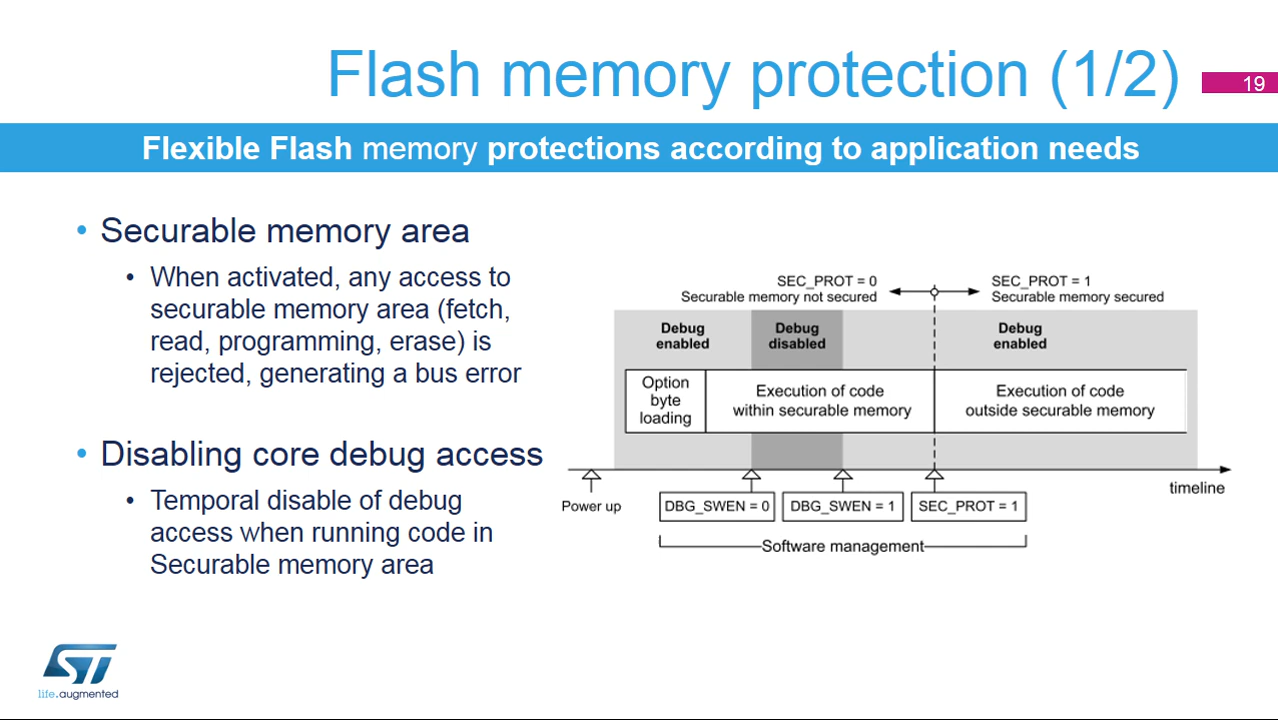 Flash memory protection (1/2)
19
Flexible Flash memory protections according to application needs
• Securable memory area
• When activated, any access to
securable memory area (fetch,
read, programming, erase) is
rejected, generating a bus error
• Disabling core debug access
• Temporal disable of debug
access when running code in
Securable memory area
SEC_PROT = 0
Securable memory not secured
SEC_PROT = 1
Securable memory secured
Debug
enabled
Debug
disabled
Debug
enabled
Option
byte
loading
Execution of code
within securable memory
Execution of code
outside securable memory
timeline
Power up
DBG_SWEN = 0
DBG_SWEN = 1
SEC_PROT = 1
Software management
ST
life.augmented